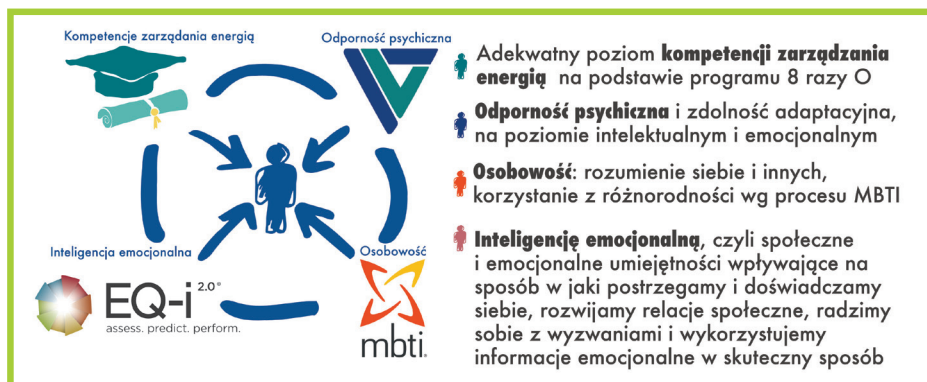 Kompetencje zarządania energią
Odporność psychiczna
Inteligencja emocjonalna
Osobowość
EQ-i 2.0®
assess. predict. perform.
mbti®
Adekwatny poziom kompetencji zarządzania
energią na podstawie programu 8 razy O
Odporność psychiczna i zdolność adaptacyjna,
na poziomie intelektualnym i emocjonalnym
Osobowość: rozumienie siebie i innych,
korzystanie z różnorodności wg procesu MBTI
Inteligencję emocjonalną, czyli społeczne
i emocjonalne umiejętności wpływające na
sposób w jaki postrzegamy i doświadczamy
siebie, rozwijamy relacje społeczne, radzimy
sobie z wyzwaniami i wykorzystujemy
informacje emocjonalne w skuteczny sposób